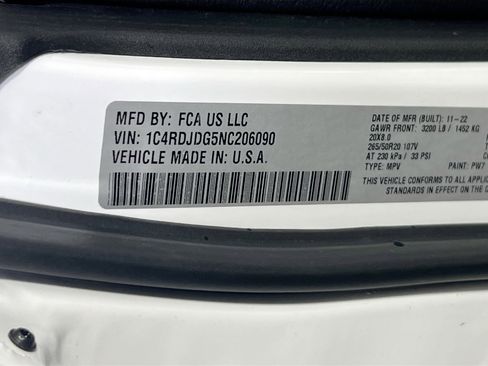 MFD BY: FCA US LLC
VIN: 1C4RDJDG5NC206090
VEHICLE MADE IN: U.S.A.
DATE OF MFR (BUILT): 11-22
GAWR FRONT: 3200 LB / 1452 KG
20X8.0
265/50R20 107V
AT 230 kPa / 33 PSI
TYPE: MPV PAINT: PW7
THIS VEHICLE CONFORMS TO ALL APPLIC
STANDARDS IN EFFECT ON THE